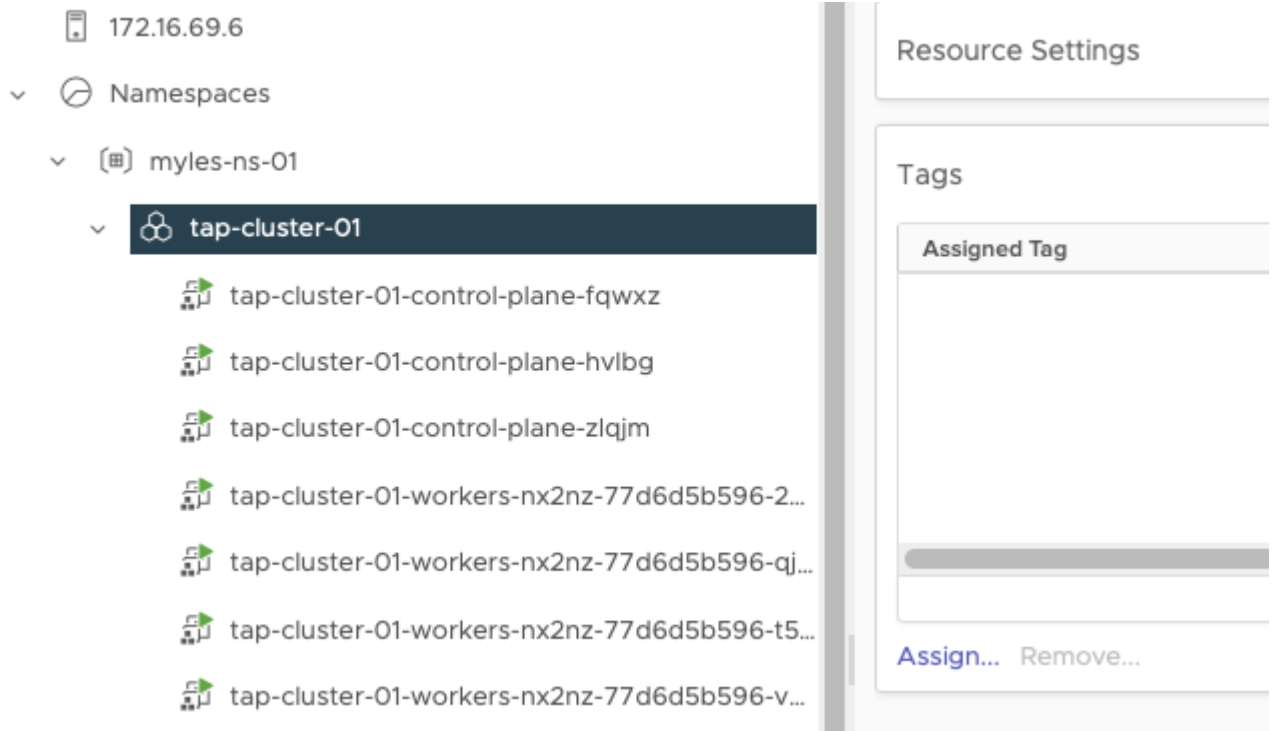 172.16.69.6
Namespaces
myles-ns-01
tap-cluster-01
tap-cluster-01-control-plane-fqwxz
tap-cluster-01-control-plane-hvlbg
tap-cluster-01-control-plane-zlqjm
tap-cluster-01-workers-nx2nz-77d6d5b596-2...
tap-cluster-01-workers-nx2nz-77d6d5b596-qj...
tap-cluster-01-workers-nx2nz-77d6d5b596-t5...
tap-cluster-01-workers-nx2nz-77d6d5b596-v...
Resource Settings
Tags
Assigned Tag
Assign... Remove...